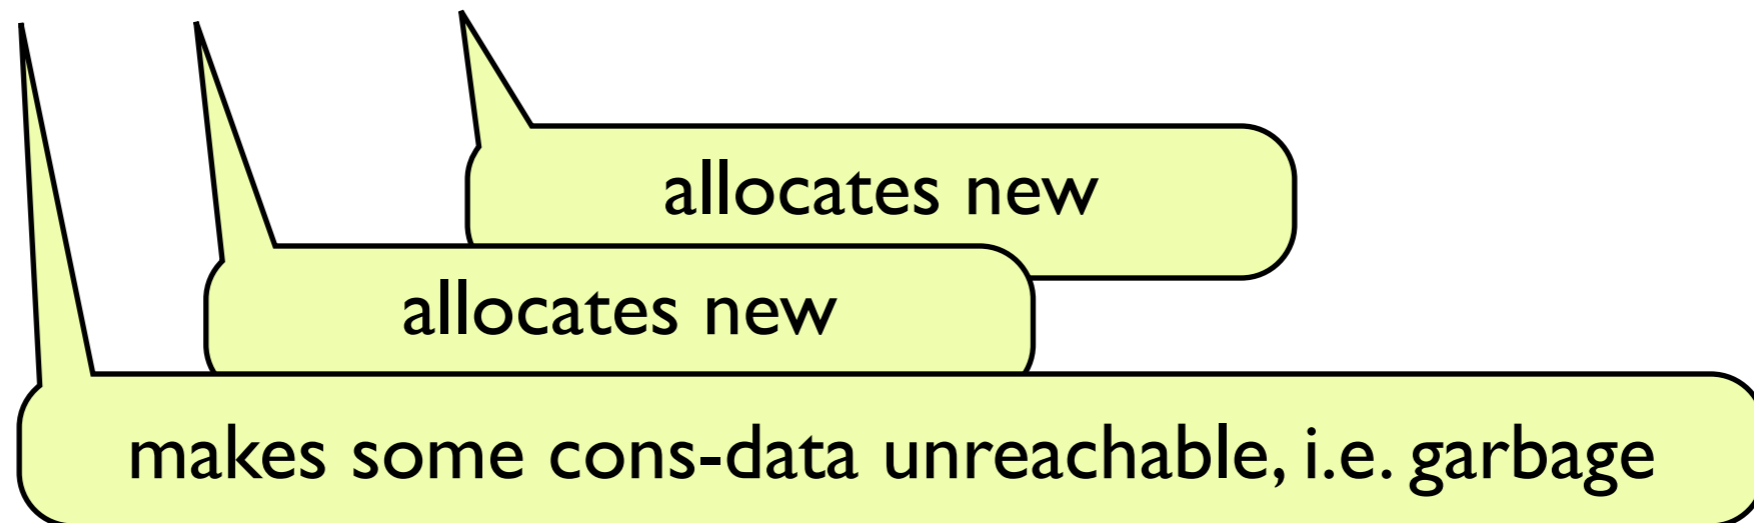 allocates new
allocates new
makes some cons-data unreachable, i.e. garbage